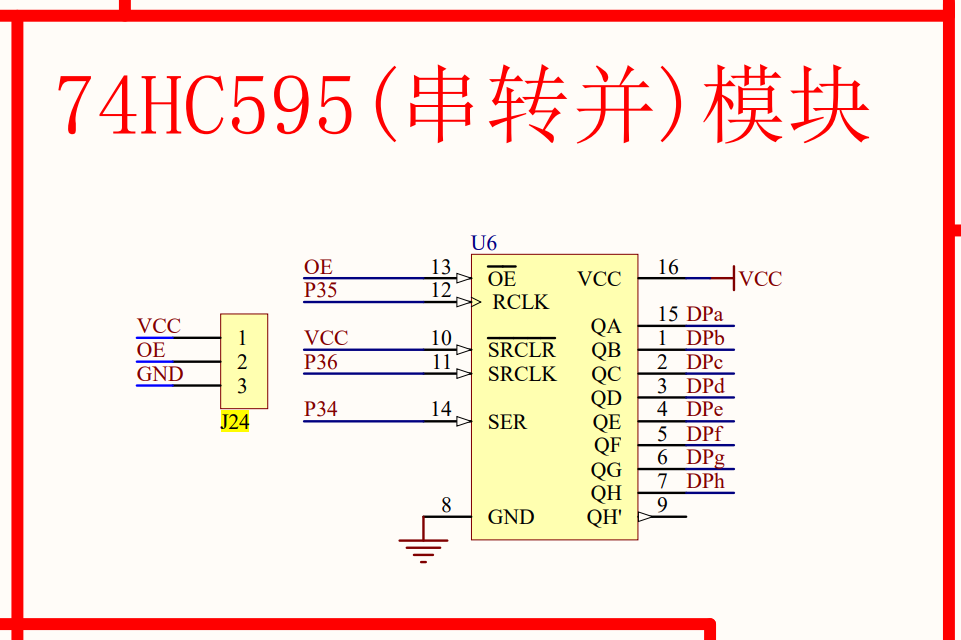 74HC595(串转并)模块
U6
OE 13 OE VCC 16 VCC
P35 12 RCLK
QA 15 DPa
VCC 1
VCC 10 SRCLR QB 1 DPb
OE 2
P36 11 SRCLK QC 2 DPc
GND 3
QD 3 DPd
J24
P34 14 SER QE 4 DPe
QF 5 DPf
QG 6 DPg
QH 7 DPh
8 GND QH' 9